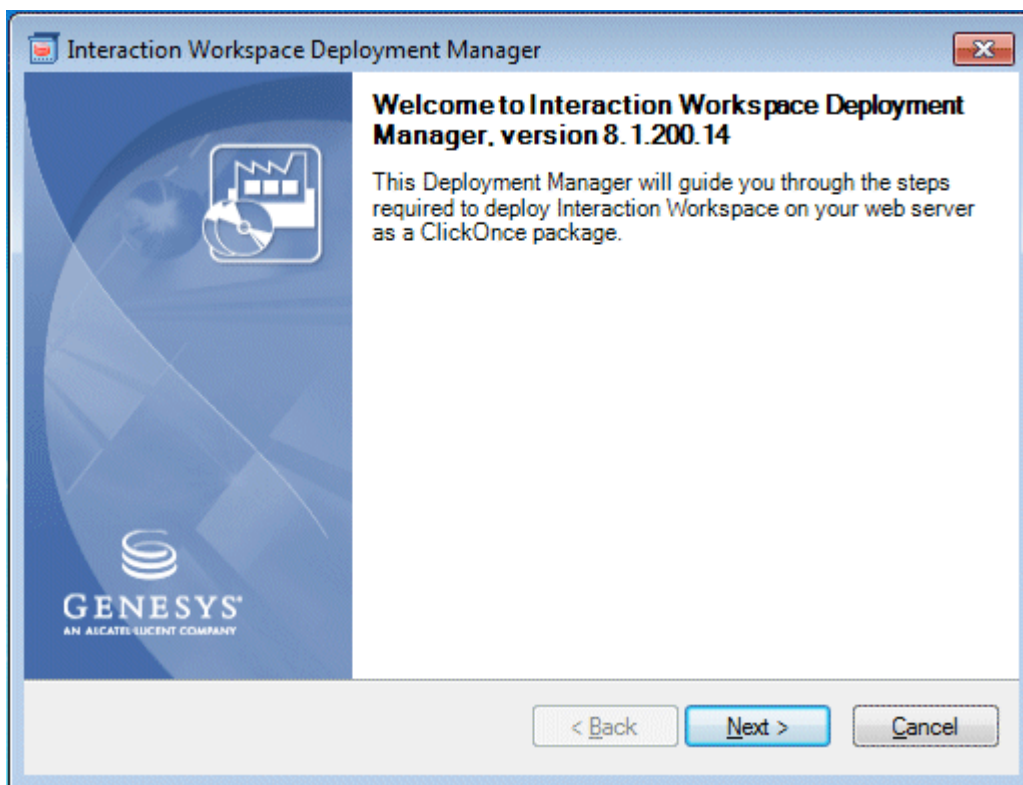 Interaction Workspace Deployment Manager
Welcome to Interaction Workspace Deployment
Manager, version 8.1.200.14
This Deployment Manager will guide you through the steps
required to deploy Interaction Workspace on your web server
as a ClickOnce package.
GENESYS
AN ALCATEL-LUCENT COMPANY
< Back
Next >
Cancel